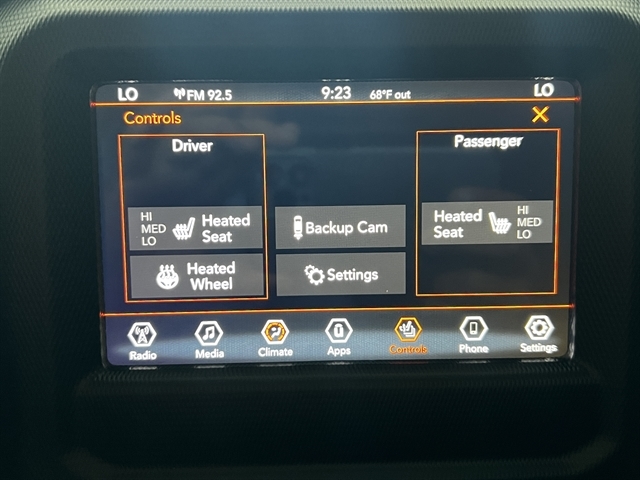 LO FM 92.5 9:23 68°F out LO
Controls
Driver
Passenger
HI
MED
LO
Heated
Seat
Backup Cam
Heated
Seat
HI
MED
LO
Heated
Wheel
Settings
Radio Media Climate Apps Controls Phone Settings